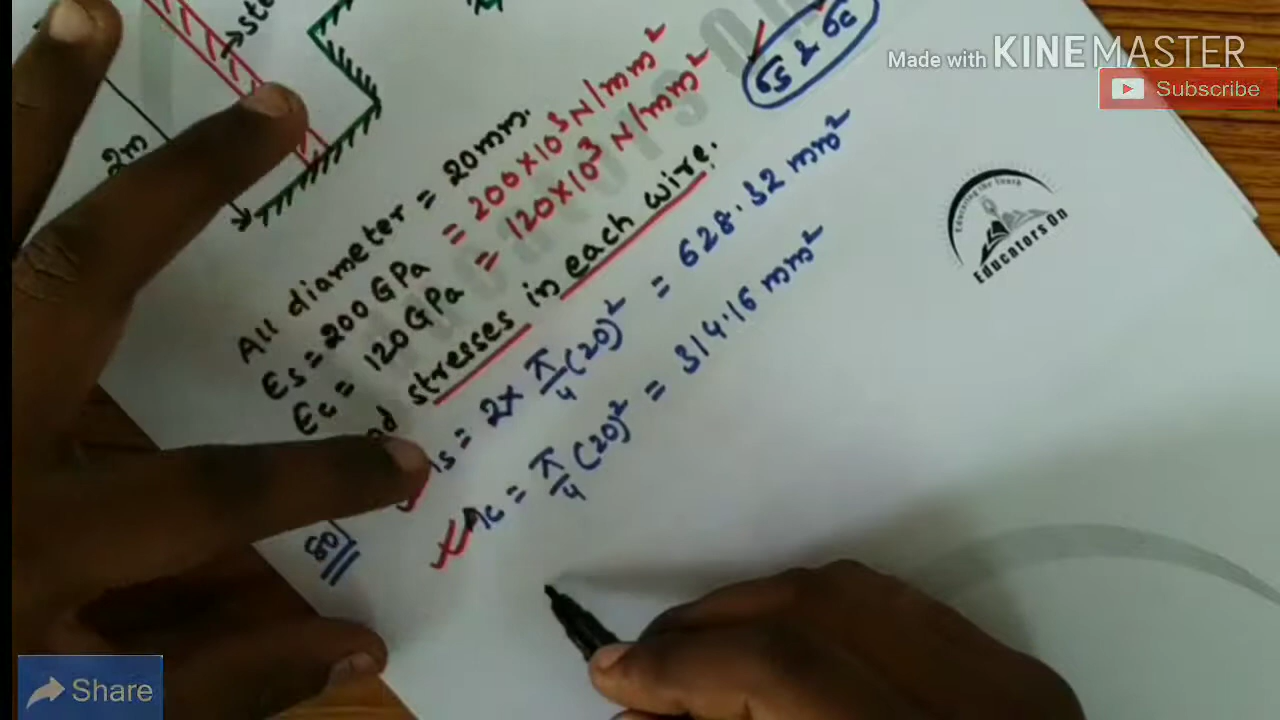 Made with KINEMASTER
Subscribe
2m
σs & σc
All diameter = 20mm.
Es = 200 GPa = 200×10³ N/mm²
Ec = 120 GPa = 120×10³ N/mm²
stresses in each wire.
= 2× π/4 (20)² = 628.32 mm²
Ac = π/4 (20)² = 314.16 mm²
Educators On
Share